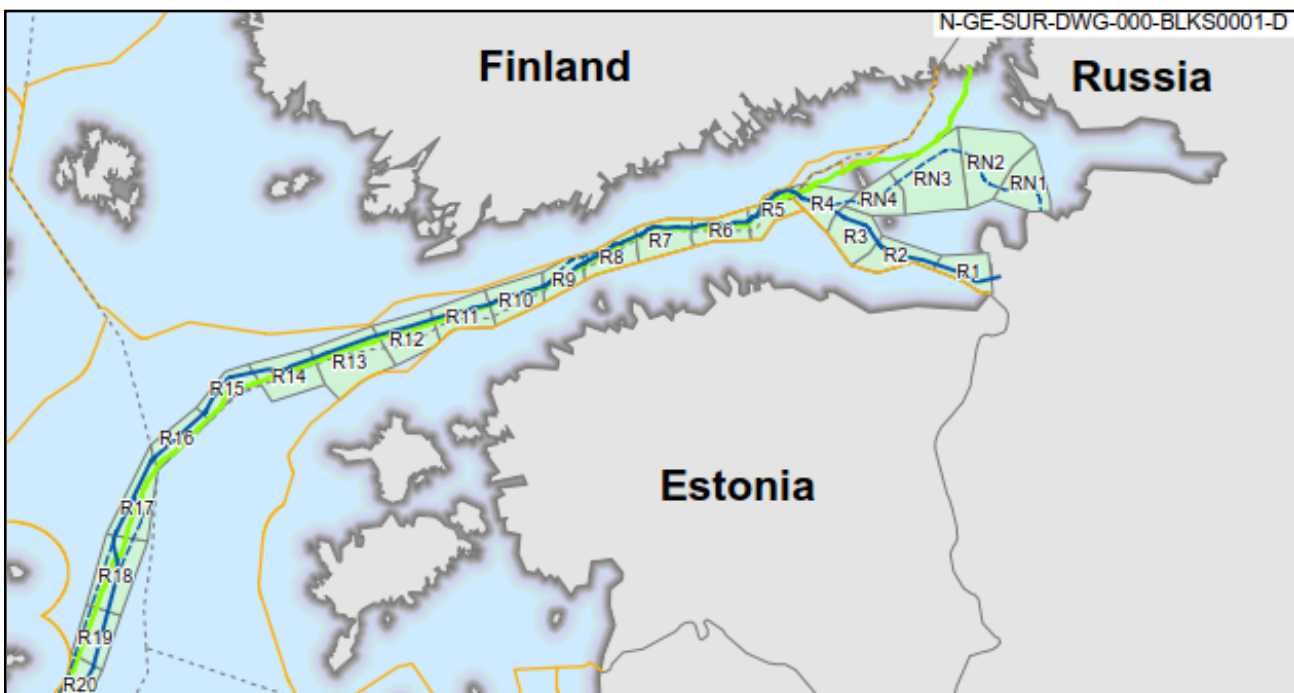 N-GE-SUR-DWG-000-BLKS0001-D
Finland
Russia
RN2
RN3
RN1
RN4
R4
R5
R3
R6
R7
R2
R8
R1
R9
R10
R11
R12
R13
R14
R15
R16
Estonia
R17
R18
R19
R20